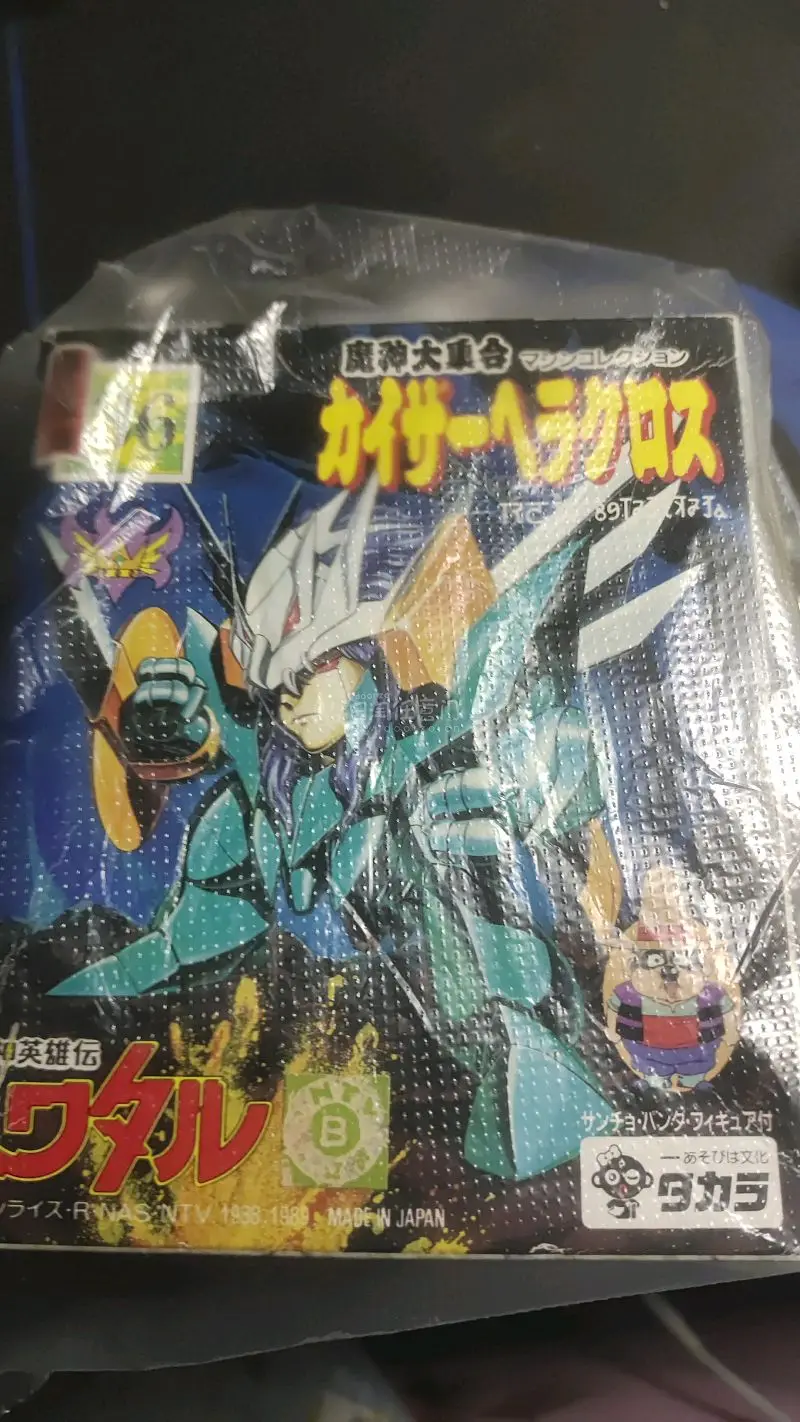 魔神大集合 マシンコレクション
カイザーヘラクロス
6
英雄伝
ワタル
NTV
B
サンチョ・パンダ・フィギュア付
ーあそびは文化
タカラ
ンライズ・R NAS NTV 1988.1989 MADE IN JAPAN